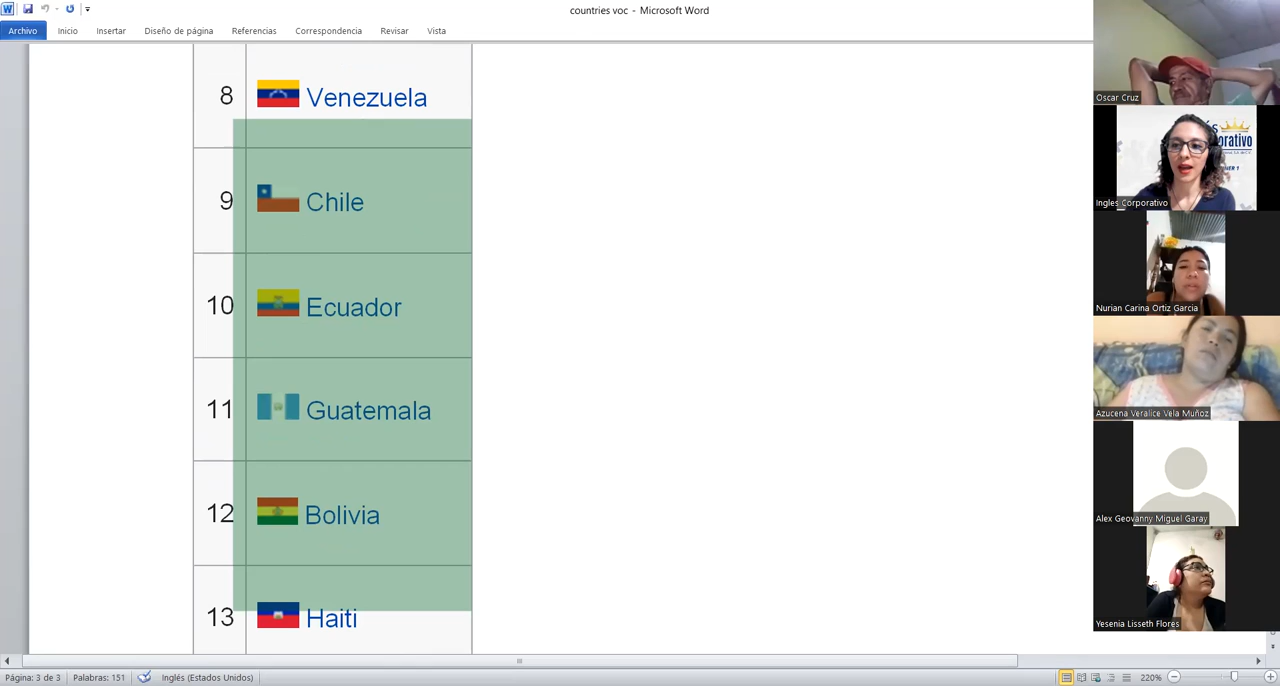 countries voc - Microsoft Word
Archivo Inicio Insertar Diseño de página Referencias Correspondencia Revisar Vista
8 Venezuela
9 Chile
10 Ecuador
11 Guatemala
12 Bolivia
13 Haiti
Oscar Cruz
Ingles Corporativo
Nurian Carina Ortiz Garcia
Azucena Veralice Vela Muñoz
Alex Geovanny Miguel Garay
Yesenia Lisseth Flores
Página: 3 de 3 Palabras: 151 Inglés (Estados Unidos) 220%